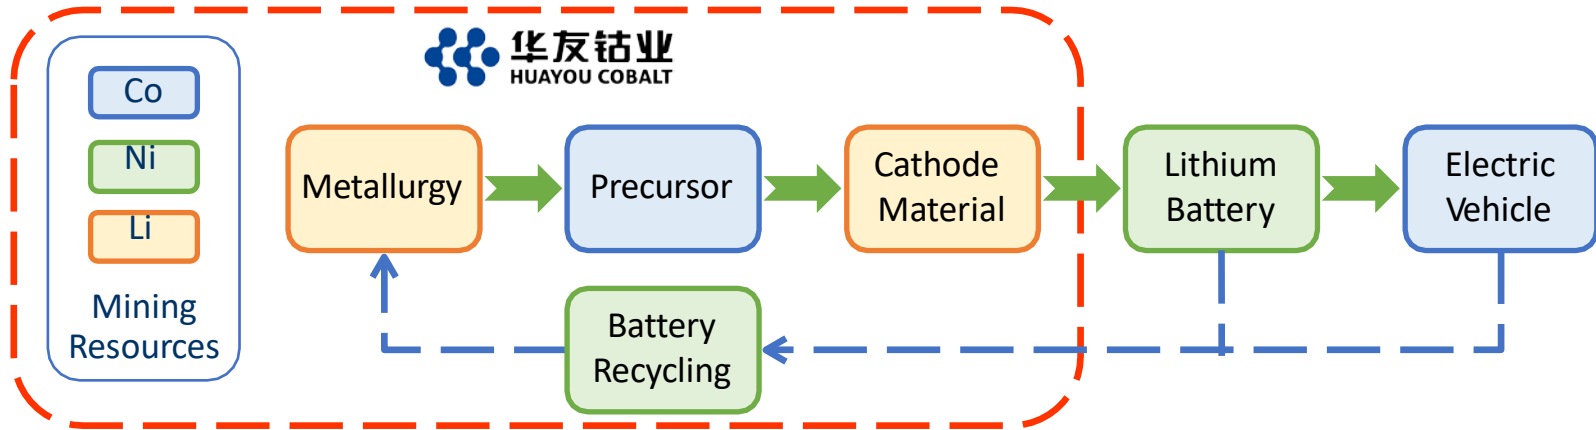 华友钴业
HUAYOU COBALT
Co
Ni
Li
Mining
Resources
Metallurgy
Precursor
Cathode
Material
Lithium
Battery
Electric
Vehicle
Battery
Recycling